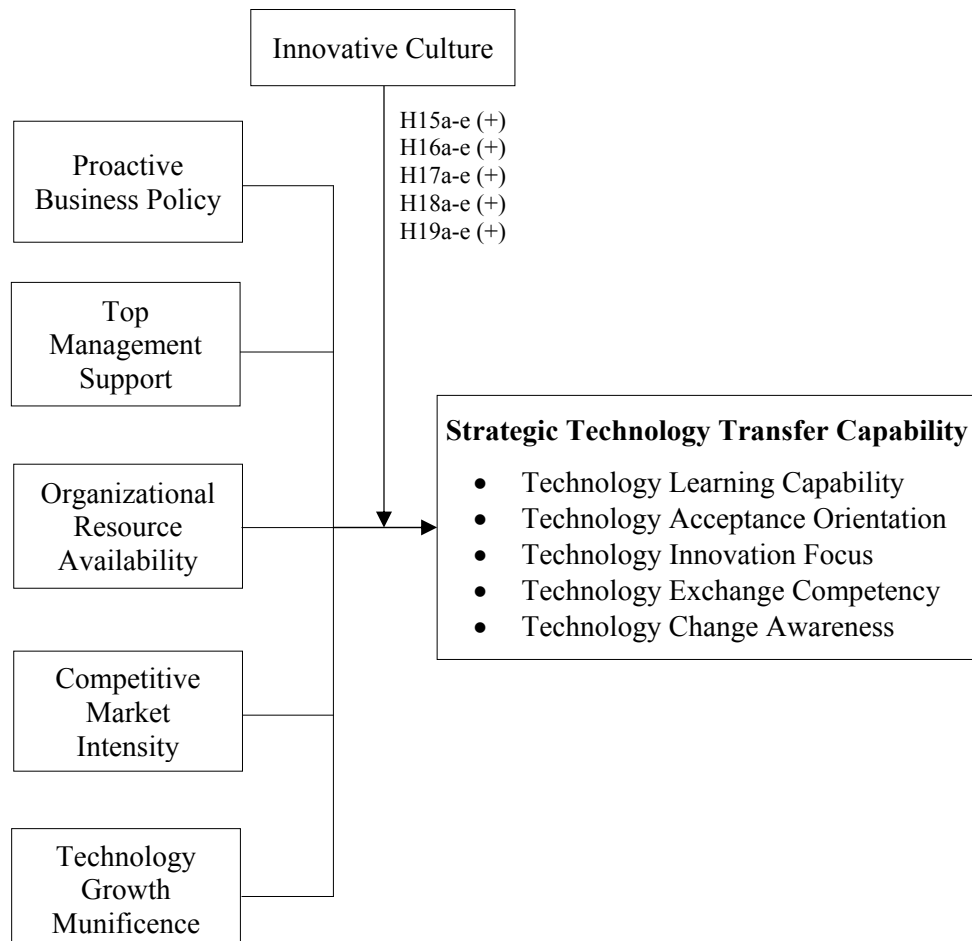 Innovative Culture
H15a-e (+)
H16a-e (+)
H17a-e (+)
H18a-e (+)
H19a-e (+)
Proactive
Business Policy
Top
Management
Support
Organizational
Resource
Availability
Competitive
Market
Intensity
Technology
Growth
Munificence
Strategic Technology Transfer Capability
• Technology Learning Capability
• Technology Acceptance Orientation
• Technology Innovation Focus
• Technology Exchange Competency
• Technology Change Awareness